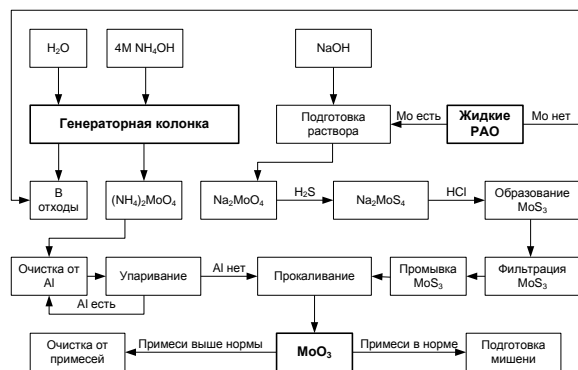 H₂O
4M NH₄OH
NaOH
Генераторная колонка
Подготовка
раствора
Мо есть
Жидкие
РАО
Мо нет
В
отходы
(NH₄)₂MoO₄
Na₂MoO₄
H₂S
Na₂MoS₄
HCl
Образование
MoS₃
Очистка от
Al
Упаривание
Al нет
Прокаливание
Промывка
MoS₃
Фильтрация
MoS₃
Al есть
Очистка от
примесей
Примеси выше нормы
MoO₃
Примеси в норме
Подготовка
мишени